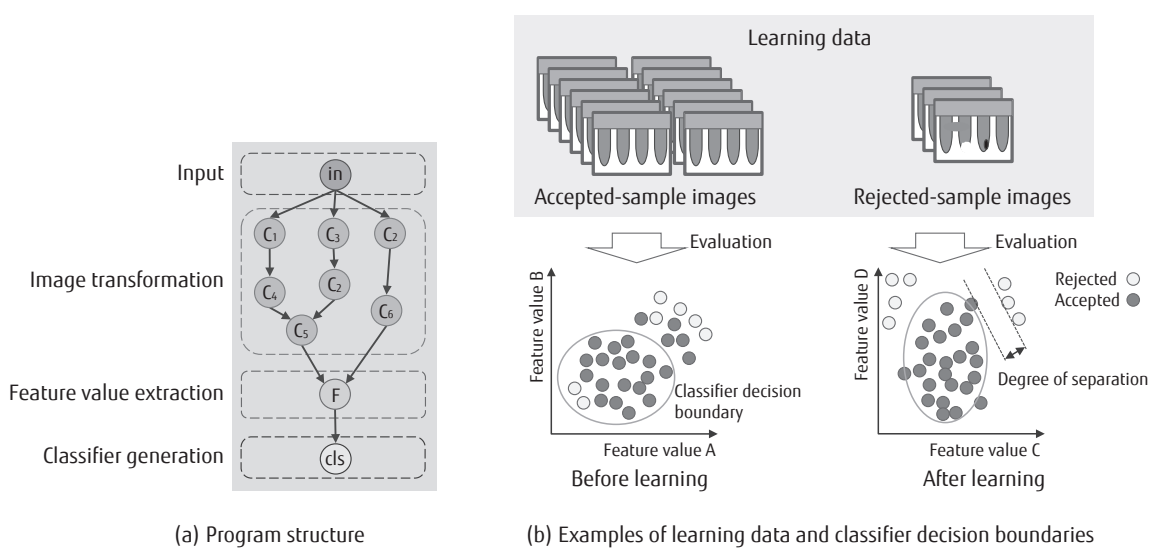 Input
in
C1
C3
C2
Image transformation
C4
C2
C6
C5
Feature value extraction
F
Classifier generation
cls
(a) Program structure
Learning data
Accepted-sample images
Rejected-sample images
Evaluation
Evaluation
Feature value B
Classifier decision
boundary
Feature value A
Before learning
Feature value D
Rejected
Accepted
Degree of separation
Feature value C
After learning
(b) Examples of learning data and classifier decision boundaries